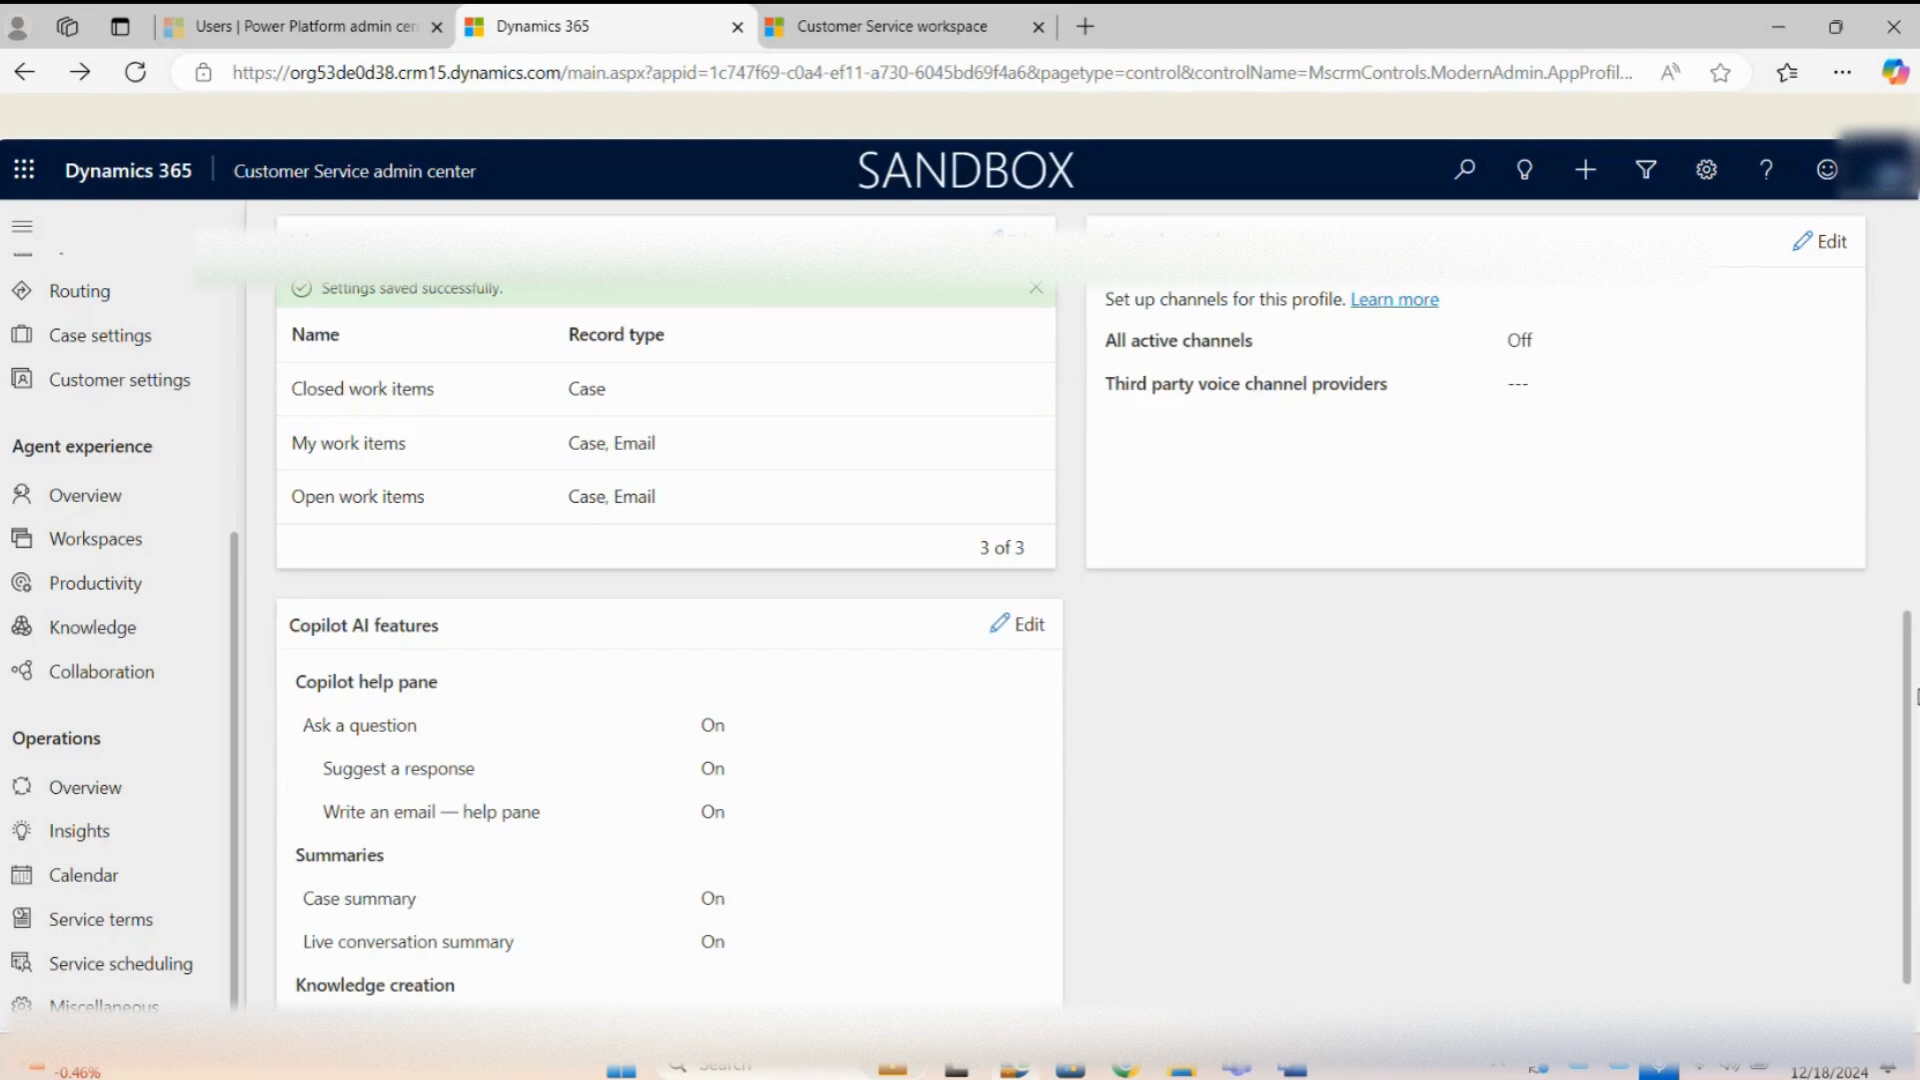 Users | Power Platform admin cen
Dynamics 365
Customer Service workspace
https://org53de0d38.crm15.dynamics.com/main.aspx?appid=1c747f69-c0a4-ef11-a730-6045bd69f4a6&pagetype=control&controlName=MscrmControls.ModernAdmin.AppProfil...
Dynamics 365
Customer Service admin center
SANDBOX
Routing
Case settings
Customer settings
Agent experience
Overview
Workspaces
Productivity
Knowledge
Collaboration
Operations
Overview
Insights
Calendar
Service terms
Service scheduling
Miscellaneous
Settings saved successfully.
Name Record type
Closed work items Case
My work items Case, Email
Open work items Case, Email
3 of 3
Edit
Set up channels for this profile. Learn more
All active channels Off
Third party voice channel providers ---
Copilot AI features
Edit
Copilot help pane
Ask a question On
Suggest a response On
Write an email — help pane On
Summaries
Case summary On
Live conversation summary On
Knowledge creation
-0.46%
Search
12/18/2024